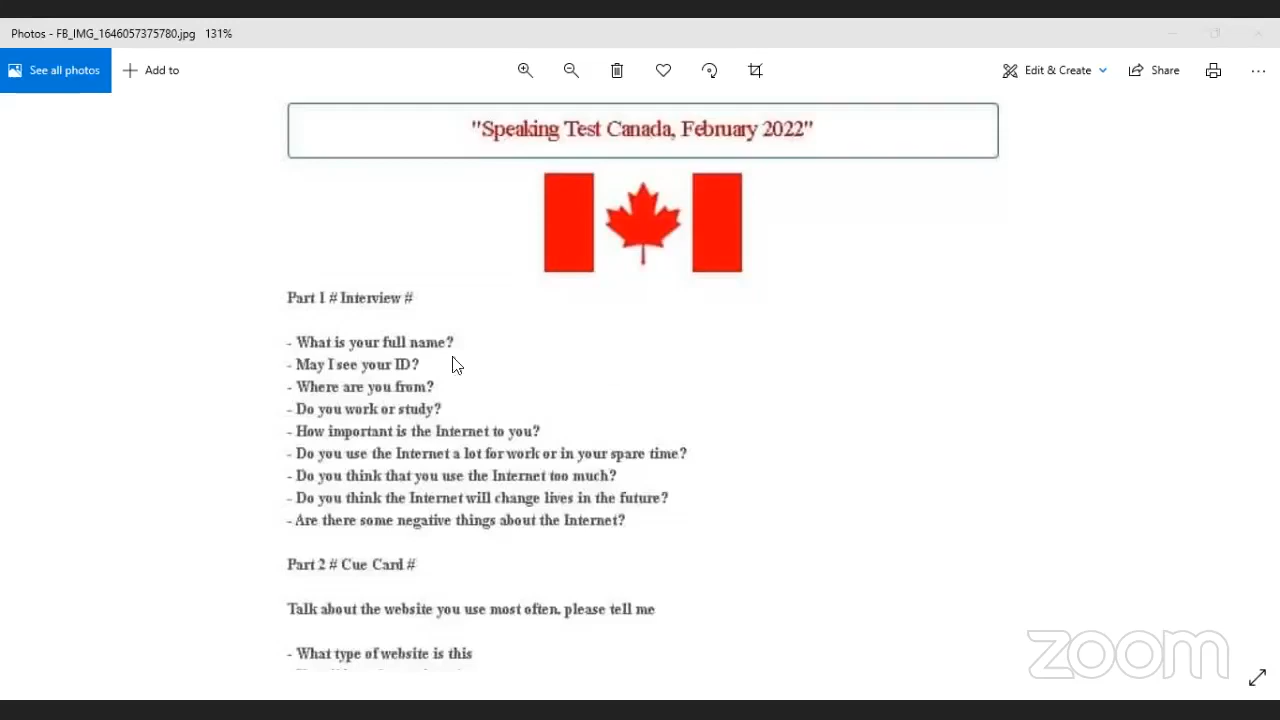 Photos - FB_IMG_1646057375780.jpg 131%
See all photos
Add to
Edit & Create
Share
"Speaking Test Canada, February 2022"
Part 1 # Interview #
- What is your full name?
- May I see your ID?
- Where are you from?
- Do you work or study?
- How important is the Internet to you?
- Do you use the Internet a lot for work or in your spare time?
- Do you think that you use the Internet too much?
- Do you think the Internet will change lives in the future?
- Are there some negative things about the Internet?
Part 2 # Cue Card #
Talk about the website you use most often, please tell me
- What type of website is this
zoom